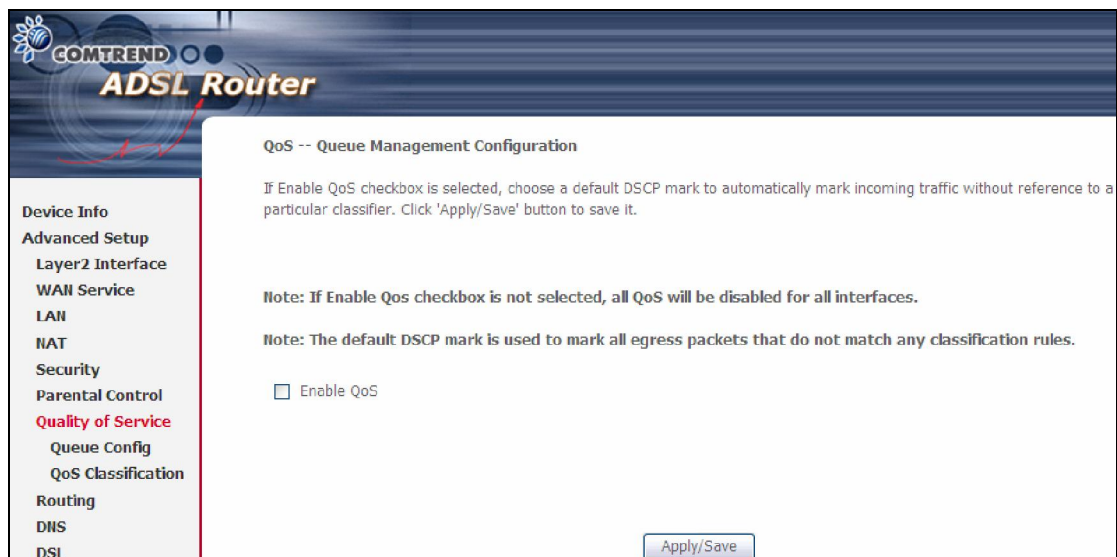 COMTREND
ADSL Router
QoS -- Queue Management Configuration
If Enable QoS checkbox is selected, choose a default DSCP mark to automatically mark incoming traffic without reference to a
particular classifier. Click 'Apply/Save' button to save it.
Note: If Enable Qos checkbox is not selected, all QoS will be disabled for all interfaces.
Note: The default DSCP mark is used to mark all egress packets that do not match any classification rules.
Enable QoS
Apply/Save
Device Info
Advanced Setup
Layer2 Interface
WAN Service
LAN
NAT
Security
Parental Control
Quality of Service
Queue Config
QoS Classification
Routing
DNS
DSL